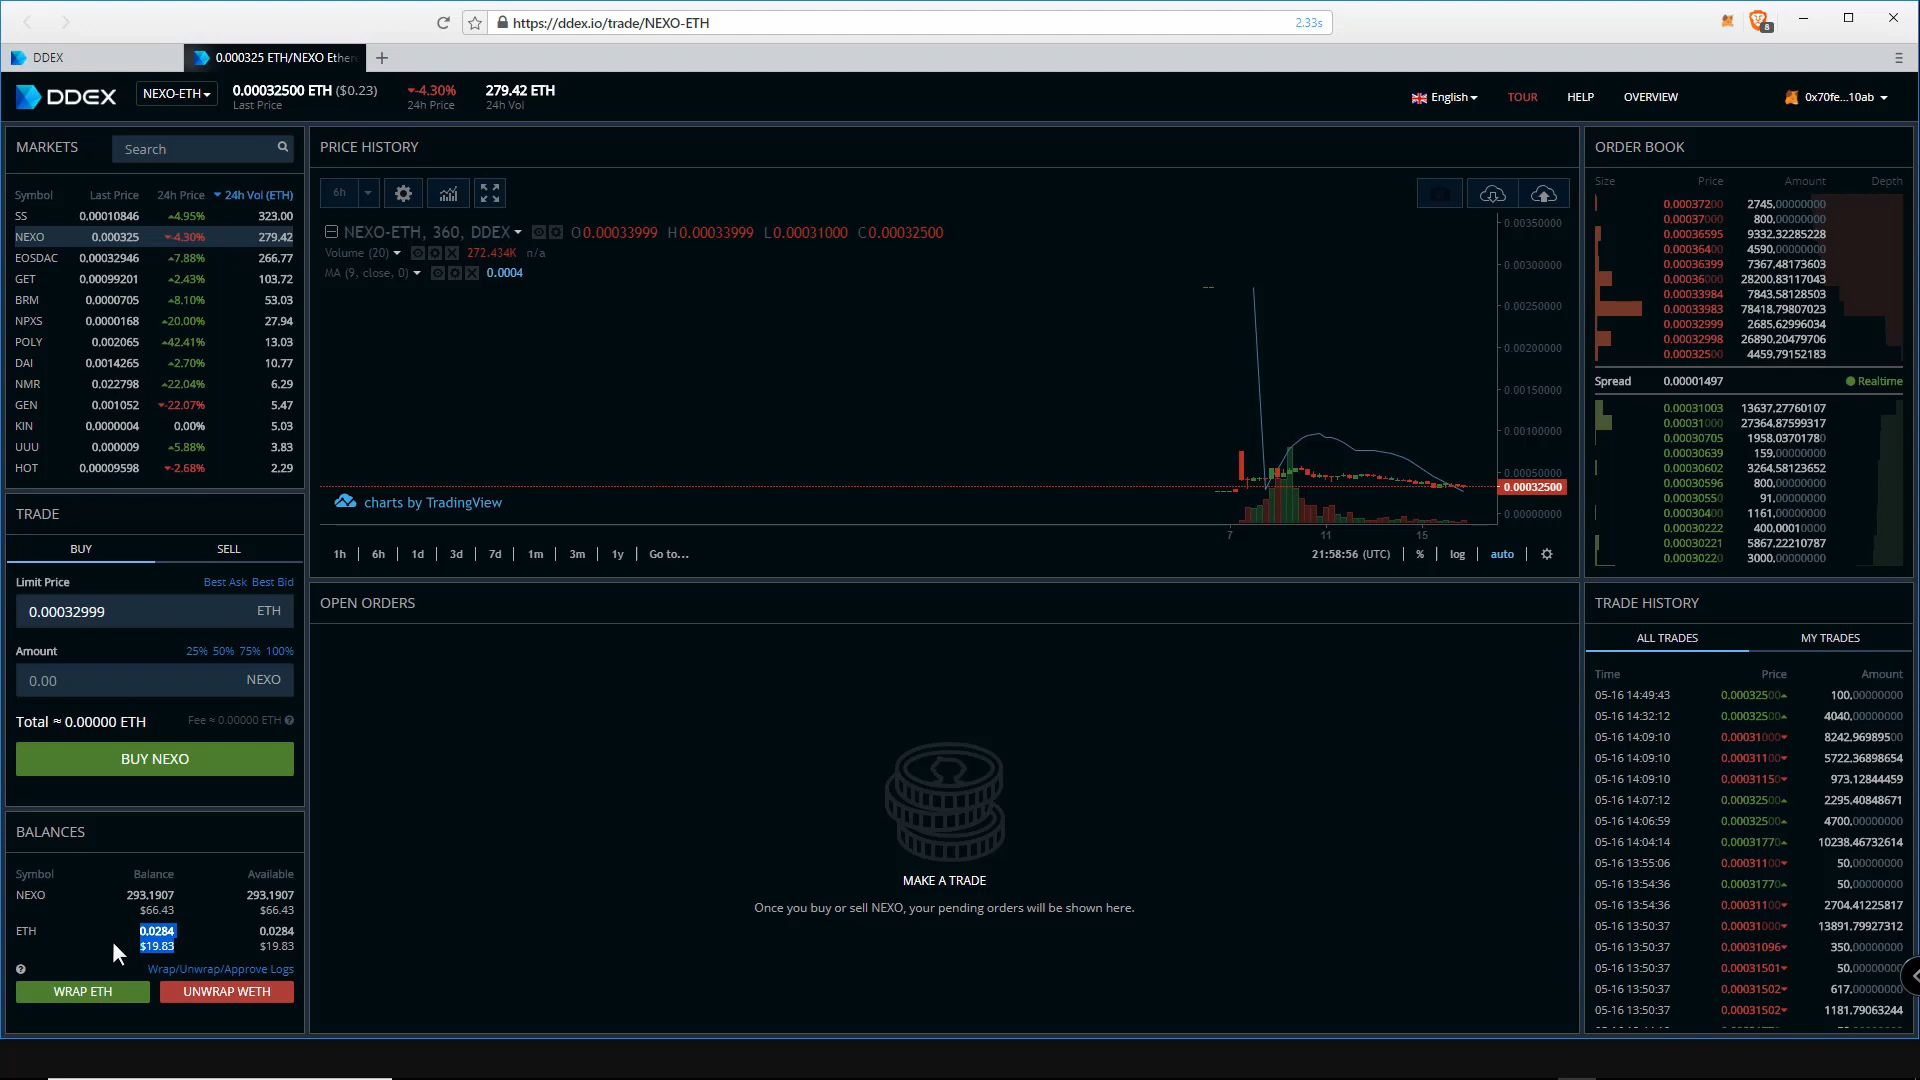 https://ddex.io/trade/NEXO-ETH
2.33s
8
DDEX
0.000325 ETH/NEXO Ether
DDEX
NEXO-ETH
0.00032500 ETH ($0.23)
Last Price
-4.30%
24h Price
279.42 ETH
24h Vol
English
TOUR
HELP
OVERVIEW
0x70fe...10ab
MARKETS
Search
Symbol Last Price 24h Price 24h Vol (ETH)
SS 0.00010846 4.95% 323.00
NEXO 0.000325 -4.30% 279.42
EOSDAC 0.00032946 7.88% 266.77
GET 0.00099201 2.43% 103.72
BRM 0.0000705 8.10% 53.03
NPXS 0.0000168 20.00% 27.94
POLY 0.002065 42.41% 13.03
DAI 0.0014265 2.70% 10.77
NMR 0.022798 22.04% 6.29
GEN 0.001052 -22.07% 5.47
KIN 0.0000004 0.00% 5.03
UUU 0.000009 5.88% 3.83
HOT 0.00009598 -2.68% 2.29
TRADE
BUY SELL
Limit Price Best Ask Best Bid
0.00032999 ETH
Amount 25% 50% 75% 100%
0.00 NEXO
Total ≈ 0.00000 ETH Fee ≈ 0.00000 ETH
BUY NEXO
BALANCES
Symbol Balance Available
NEXO 293.1907 293.1907
$66.43 $66.43
ETH 0.0284 0.0284
$19.83 $19.83
Wrap/Unwrap/Approve Logs
WRAP ETH UNWRAP WETH
PRICE HISTORY
6h
NEXO-ETH, 360, DDEX O0.00033999 H0.00033999 L0.00031000 C0.00032500
Volume (20) 272.434K n/a
MA (9, close, 0) 0.0004
0.00350000
0.00300000
0.00250000
0.00200000
0.00150000
0.00100000
0.00050000
0.00032500
0.00000000
charts by TradingView
7 11 15
1h 6h 1d 3d 7d 1m 3m 1y Go to...
21:58:56 (UTC) % log auto
OPEN ORDERS
MAKE A TRADE
Once you buy or sell NEXO, your pending orders will be shown here.
ORDER BOOK
Size Price Amount Depth
0.00037200 2745.00000000
0.00037000 800.00000000
0.00036595 9332.32285228
0.00036400 4590.00000000
0.00036399 7367.48173603
0.00036000 28200.83117043
0.00033984 7843.58128503
0.00033983 78418.79807023
0.00032999 2685.62996034
0.00032998 26890.20479706
0.00032500 4459.79152183
Spread 0.00001497 Realtime
0.00031003 13637.27760107
0.00031000 27364.87599317
0.00030705 1958.03701780
0.00030639 159.00000000
0.00030602 3264.58123652
0.00030596 800.00000000
0.00030550 91.00000000
0.00030400 1161.00000000
0.00030222 400.00010000
0.00030221 5867.22210787
0.00030220 3000.00000000
TRADE HISTORY
ALL TRADES MY TRADES
Time Price Amount
05-16 14:49:43 0.00032500 100.00000000
05-16 14:32:12 0.00032500 4040.00000000
05-16 14:09:10 0.00031000 8242.96989500
05-16 14:09:10 0.00031100 5722.36898654
05-16 14:09:10 0.00031150 973.12844459
05-16 14:07:12 0.00032500 2295.40848671
05-16 14:06:59 0.00032500 4700.00000000
05-16 14:04:14 0.00031770 10238.46732614
05-16 13:55:06 0.00031100 50.00000000
05-16 13:54:36 0.00031770 50.00000000
05-16 13:54:36 0.00031100 2704.41225817
05-16 13:50:37 0.00031000 13891.79927312
05-16 13:50:37 0.00031096 350.00000000
05-16 13:50:37 0.00031501 50.00000000
05-16 13:50:37 0.00031502 617.00000000
05-16 13:50:37 0.00031502 1181.79063244